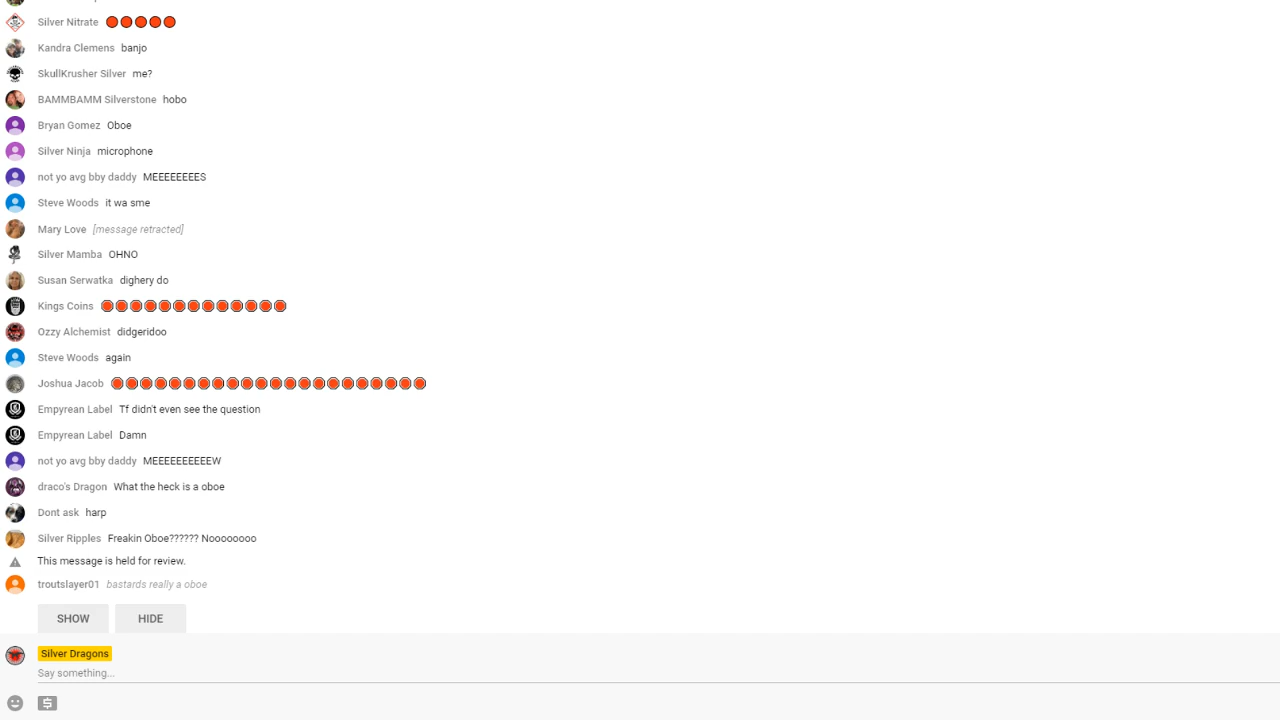 Silver Nitrate
Kandra Clemens banjo
SkullKrusher Silver me?
BAMMBAMM Silverstone hobo
Bryan Gomez Oboe
Silver Ninja microphone
not yo avg bby daddy MEEEEEEEES
Steve Woods it wa sme
Mary Love [message retracted]
Silver Mamba OHNO
Susan Serwatka dighery do
Kings Coins
Ozzy Alchemist didgeridoo
Steve Woods again
Joshua Jacob
Empyrean Label Tf didn't even see the question
Empyrean Label Damn
not yo avg bby daddy MEEEEEEEEEEW
draco's Dragon What the heck is a oboe
Dont ask harp
Silver Ripples Freakin Oboe?????? Noooooooo
This message is held for review.
troutslayer01 bastards really a oboe
SHOW HIDE
Silver Dragons
Say something...